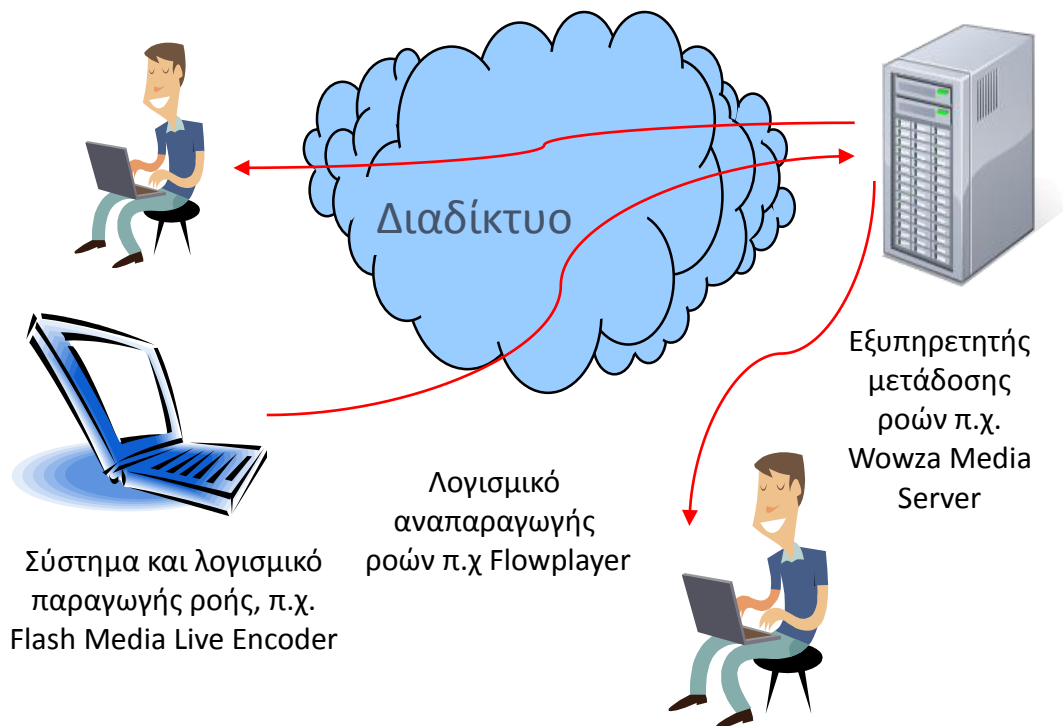 Διαδίκτυο
Εξυπηρετητής
μετάδοσης
ροών π.χ.
Wowza Media
Server
Λογισμικό
αναπαραγωγής
ροών π.χ Flowplayer
Σύστημα και λογισμικό
παραγωγής ροής, π.χ.
Flash Media Live Encoder